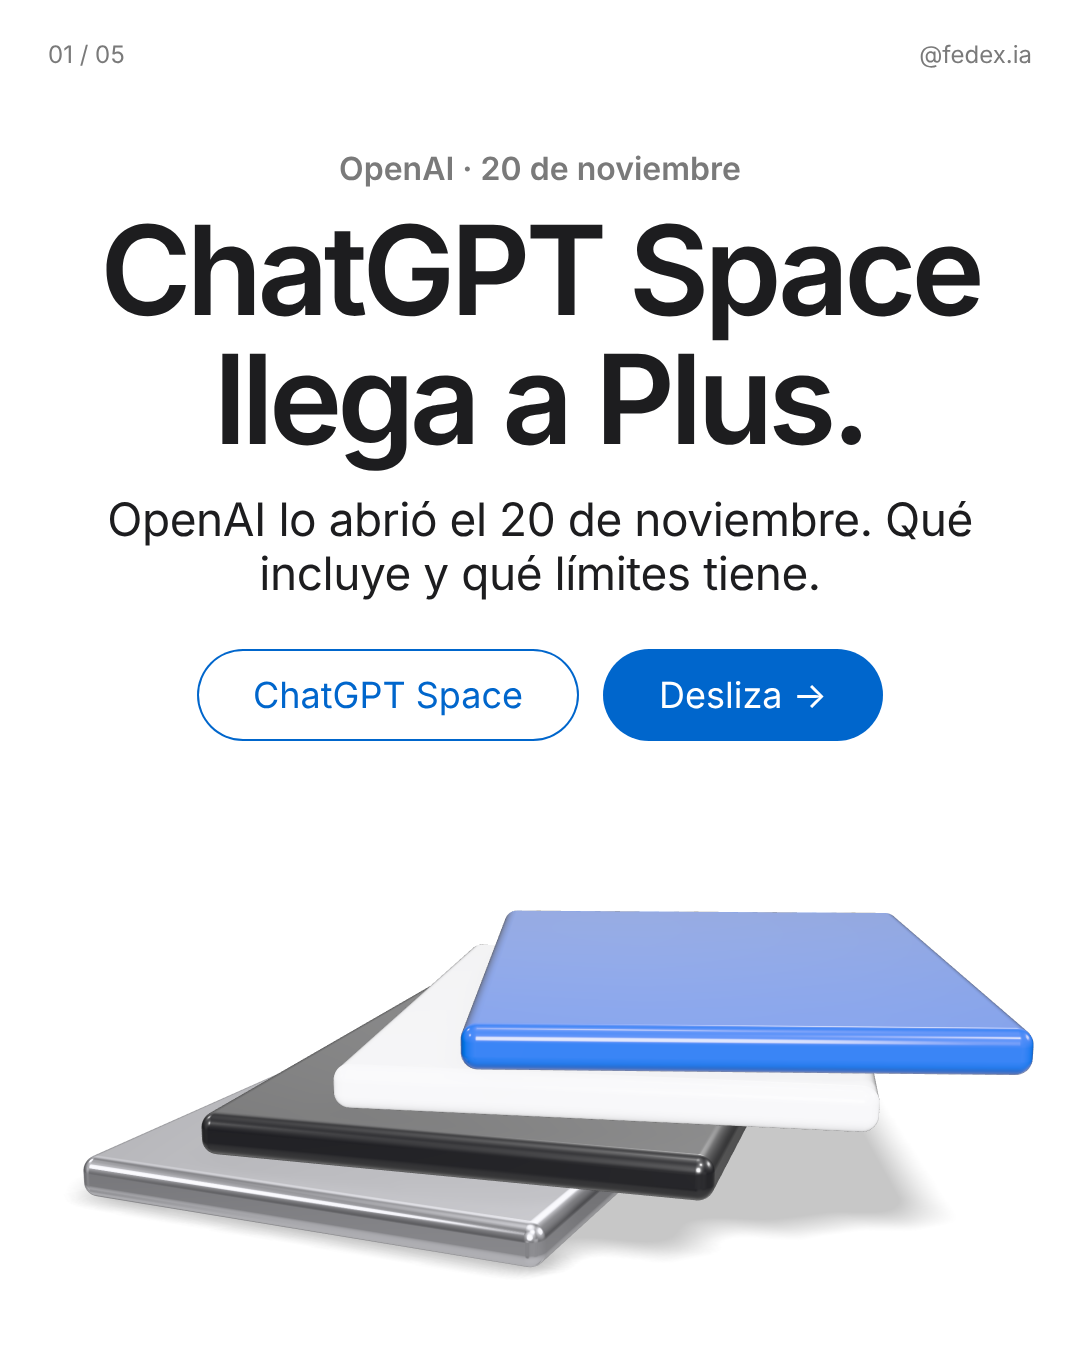 01 / 05
@fedex.ia
OpenAI · 20 de noviembre
ChatGPT Space
llega a Plus.
OpenAI lo abrió el 20 de noviembre. Qué
incluye y qué límites tiene.
ChatGPT Space
Desliza →